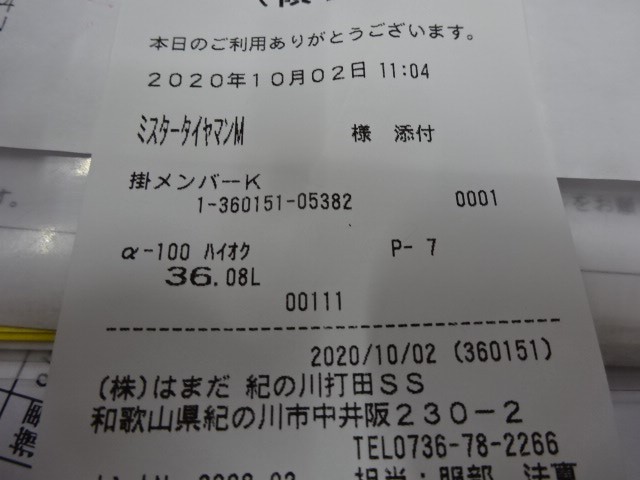 本日のご利用ありがとうございます。
2020年10月02日 11:04
ミスタータイヤマンM 様 添付
掛メンバーK
1-360151-05382 0001
α-100 ハイオク P- 7
36.08L
00111
2020/10/02 (360151)
(株)はまだ 紀の川打田SS
和歌山県紀の川市中井阪230-2
TEL0736-78-2266
担当:服部